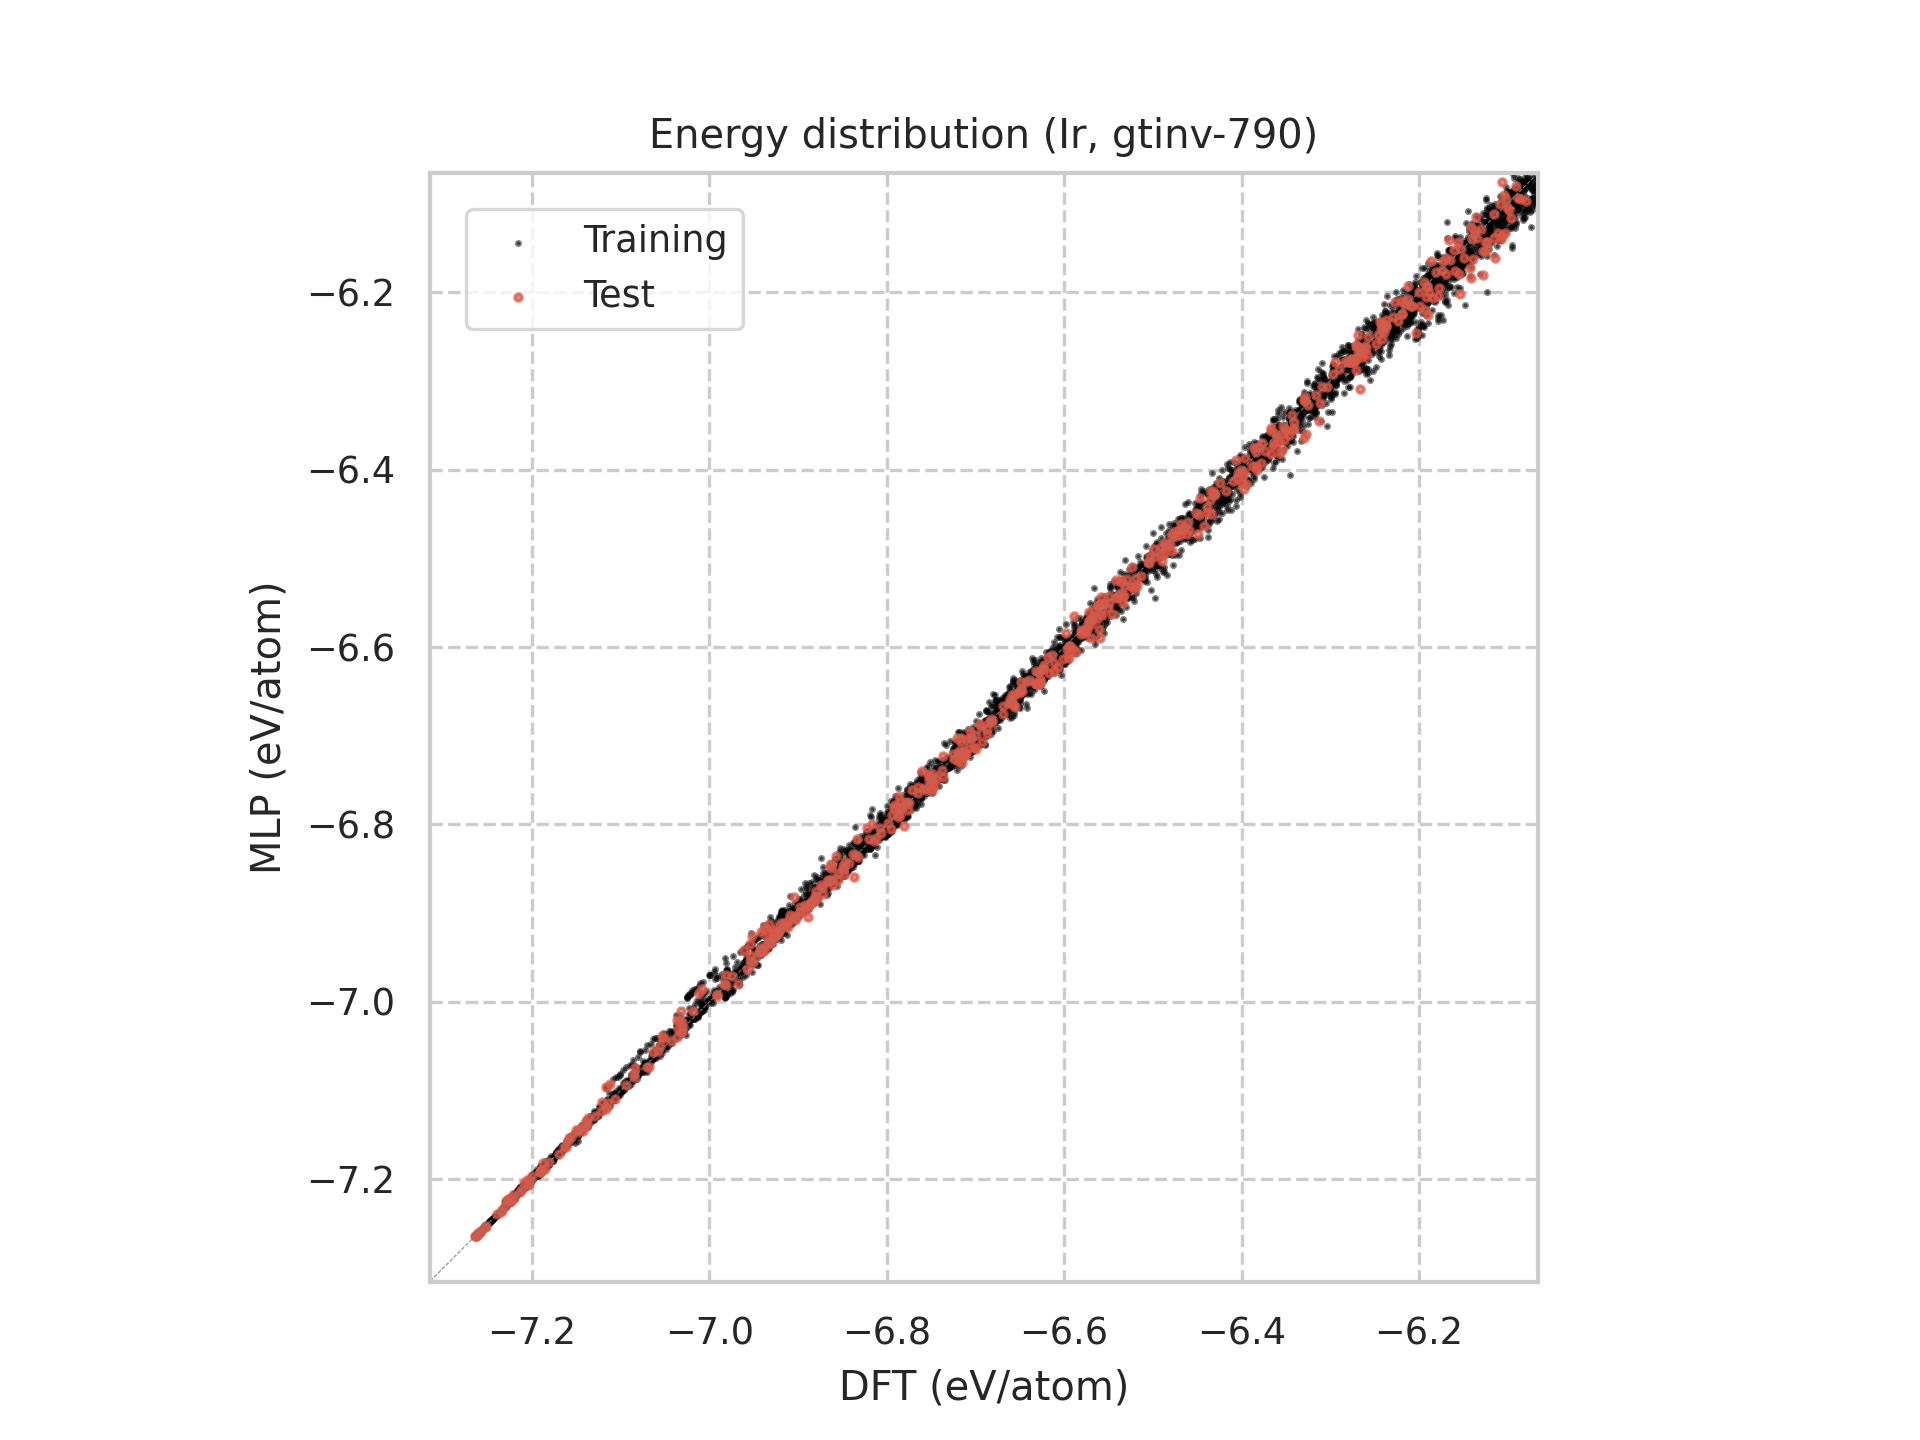 Energy distribution (Ir, gtinv-790)
Training
Test
−6.2
−6.4
−6.6
−6.8
−7.0
−7.2
MLP (eV/atom)
−7.2 −7.0 −6.8 −6.6 −6.4 −6.2
DFT (eV/atom)